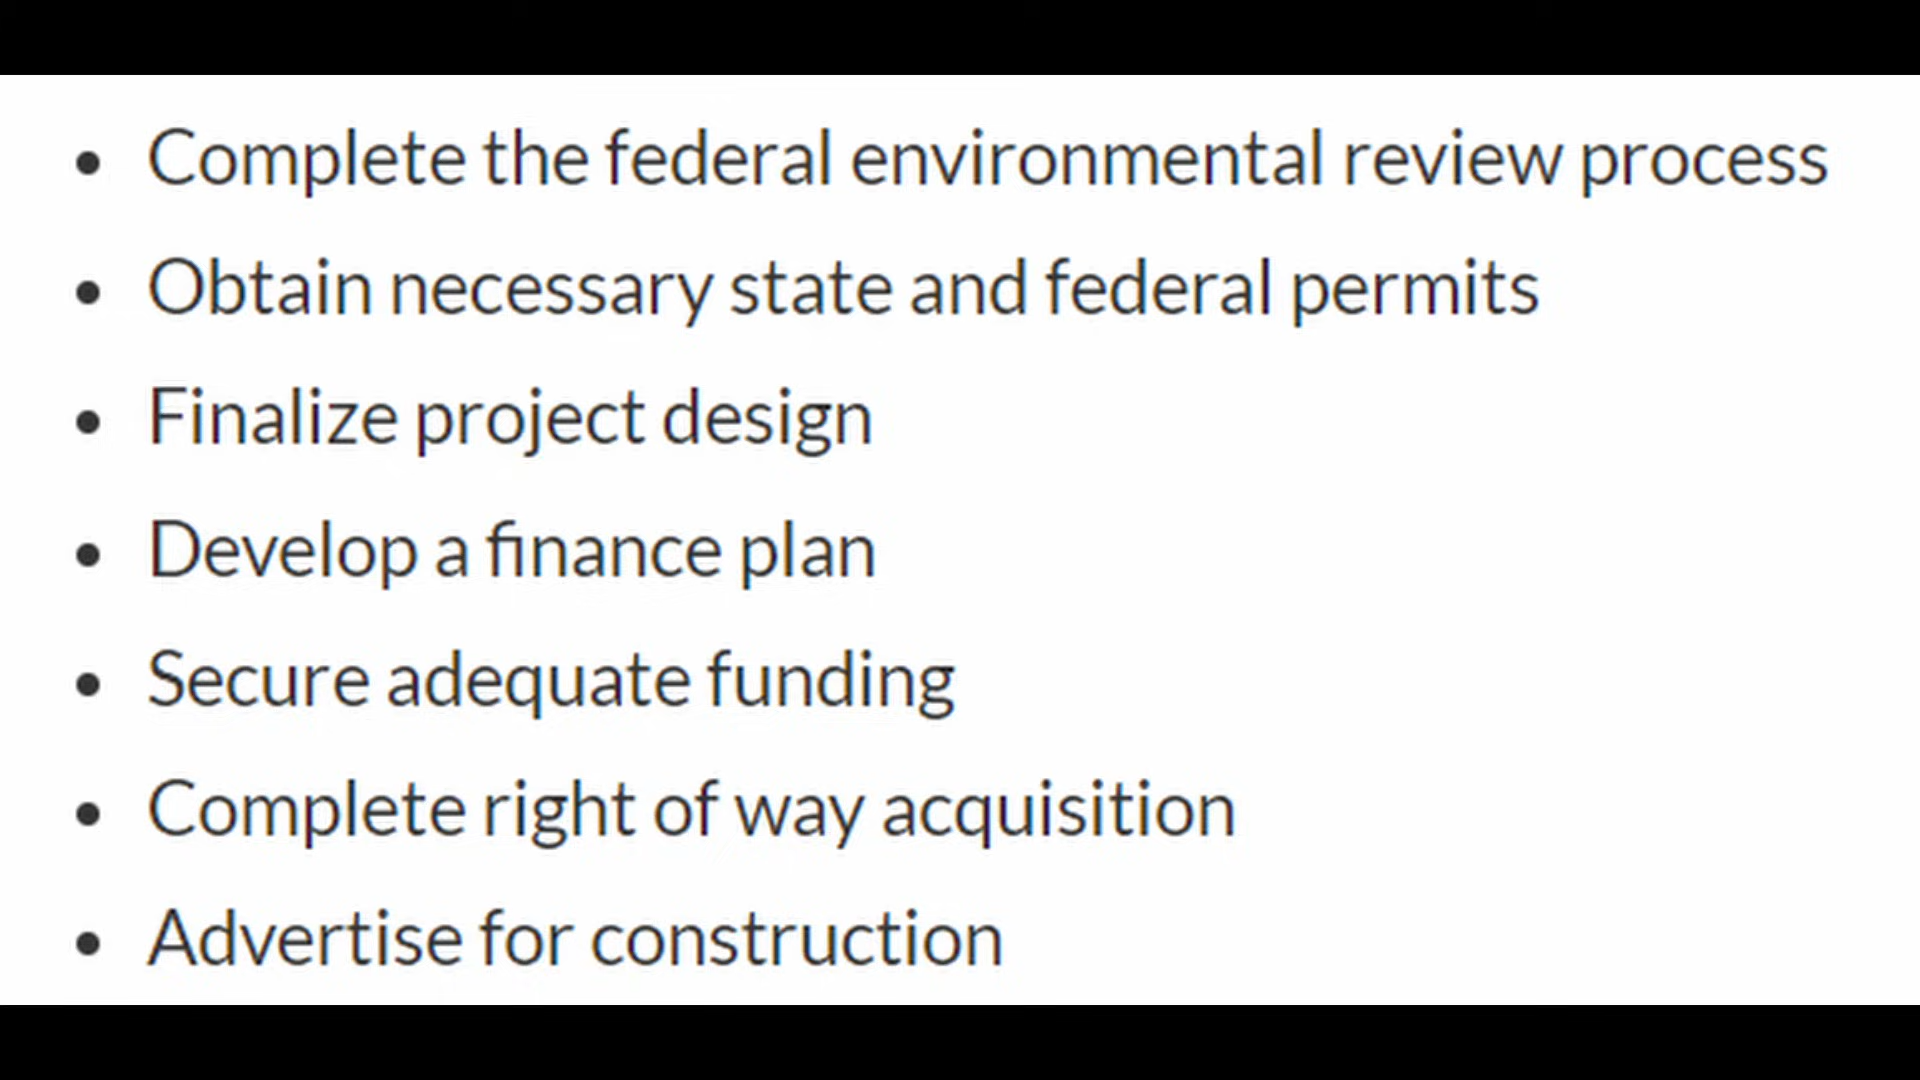 • Complete the federal environmental review process
• Obtain necessary state and federal permits
• Finalize project design
• Develop a finance plan
• Secure adequate funding
• Complete right of way acquisition
• Advertise for construction